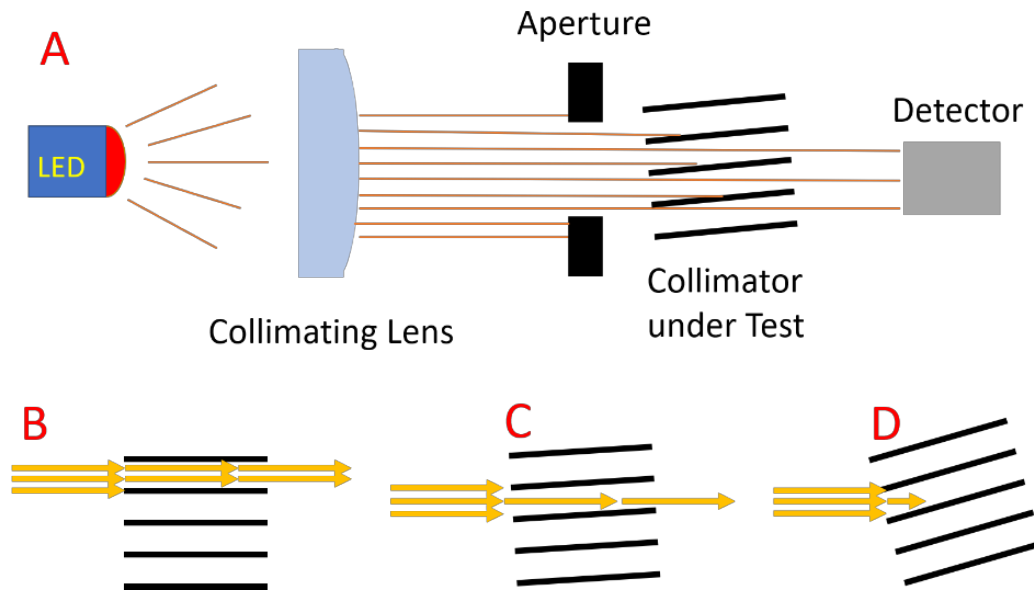 A
Aperture
Detector
LED
Collimator
under Test
Collimating Lens
B
C
D